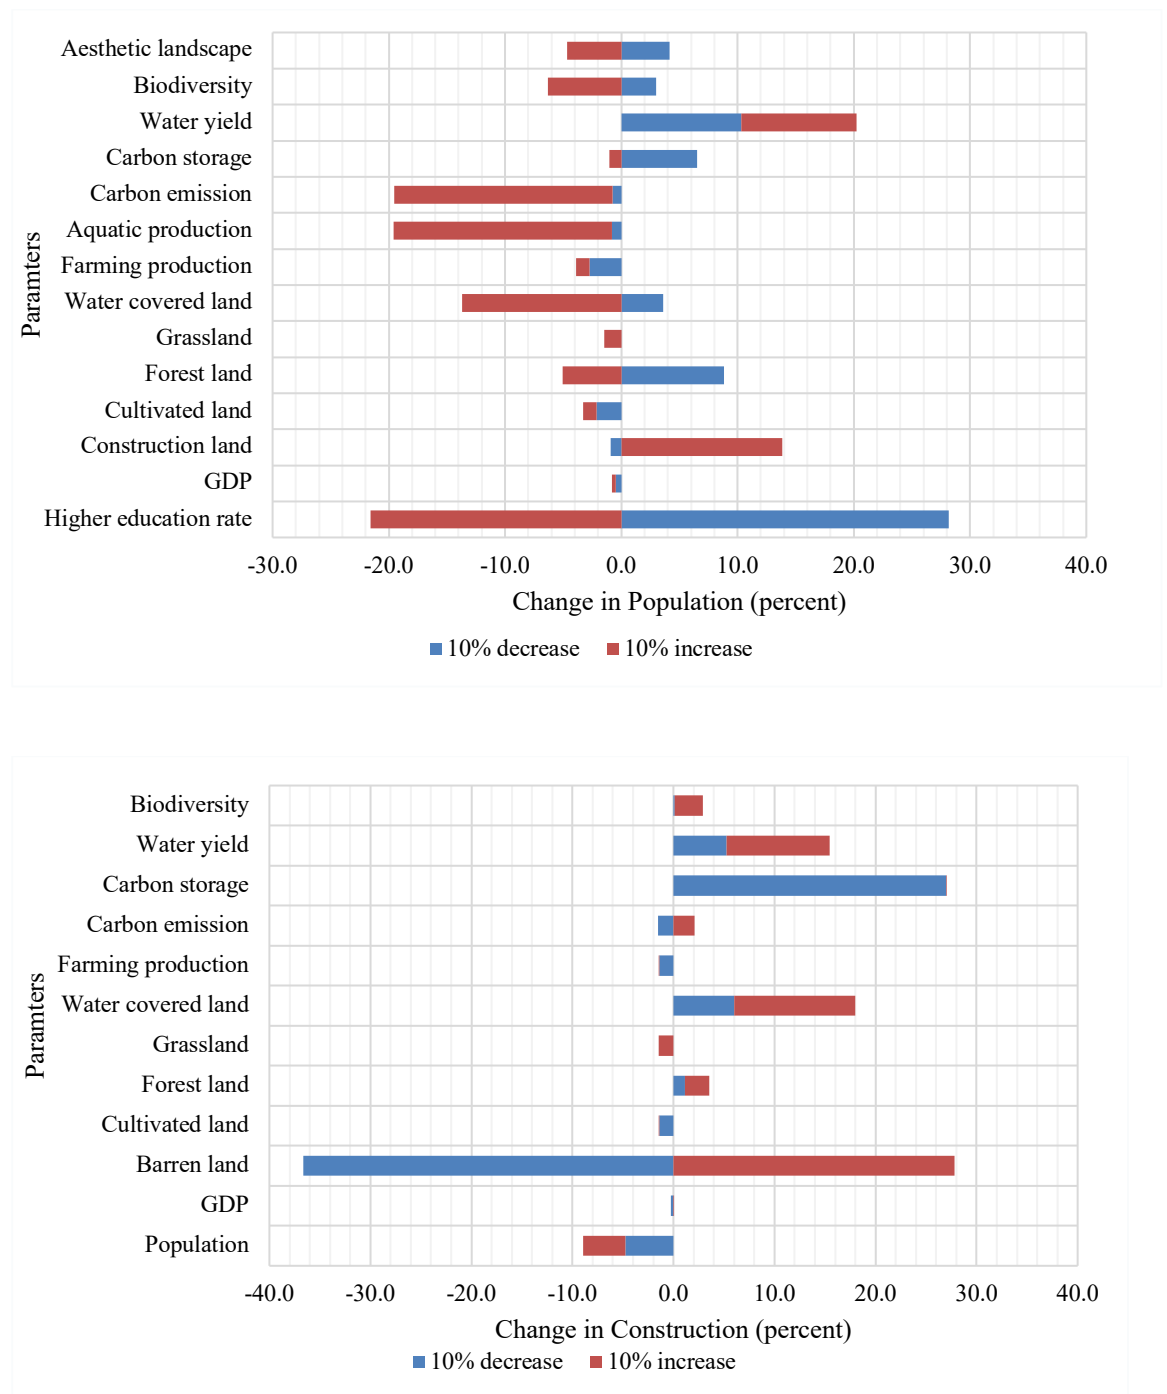 Aesthetic landscape
Biodiversity
Water yield
Carbon storage
Carbon emission
Aquatic production
Farming production
Water covered land
Grassland
Forest land
Cultivated land
Construction land
GDP
Higher education rate
Paramters
-30.0 -20.0 -10.0 0.0 10.0 20.0 30.0 40.0
Change in Population (percent)
10% decrease 10% increase
Biodiversity
Water yield
Carbon storage
Carbon emission
Farming production
Water covered land
Grassland
Forest land
Cultivated land
Barren land
GDP
Population
Paramters
-40.0 -30.0 -20.0 -10.0 0.0 10.0 20.0 30.0 40.0
Change in Construction (percent)
10% decrease 10% increase